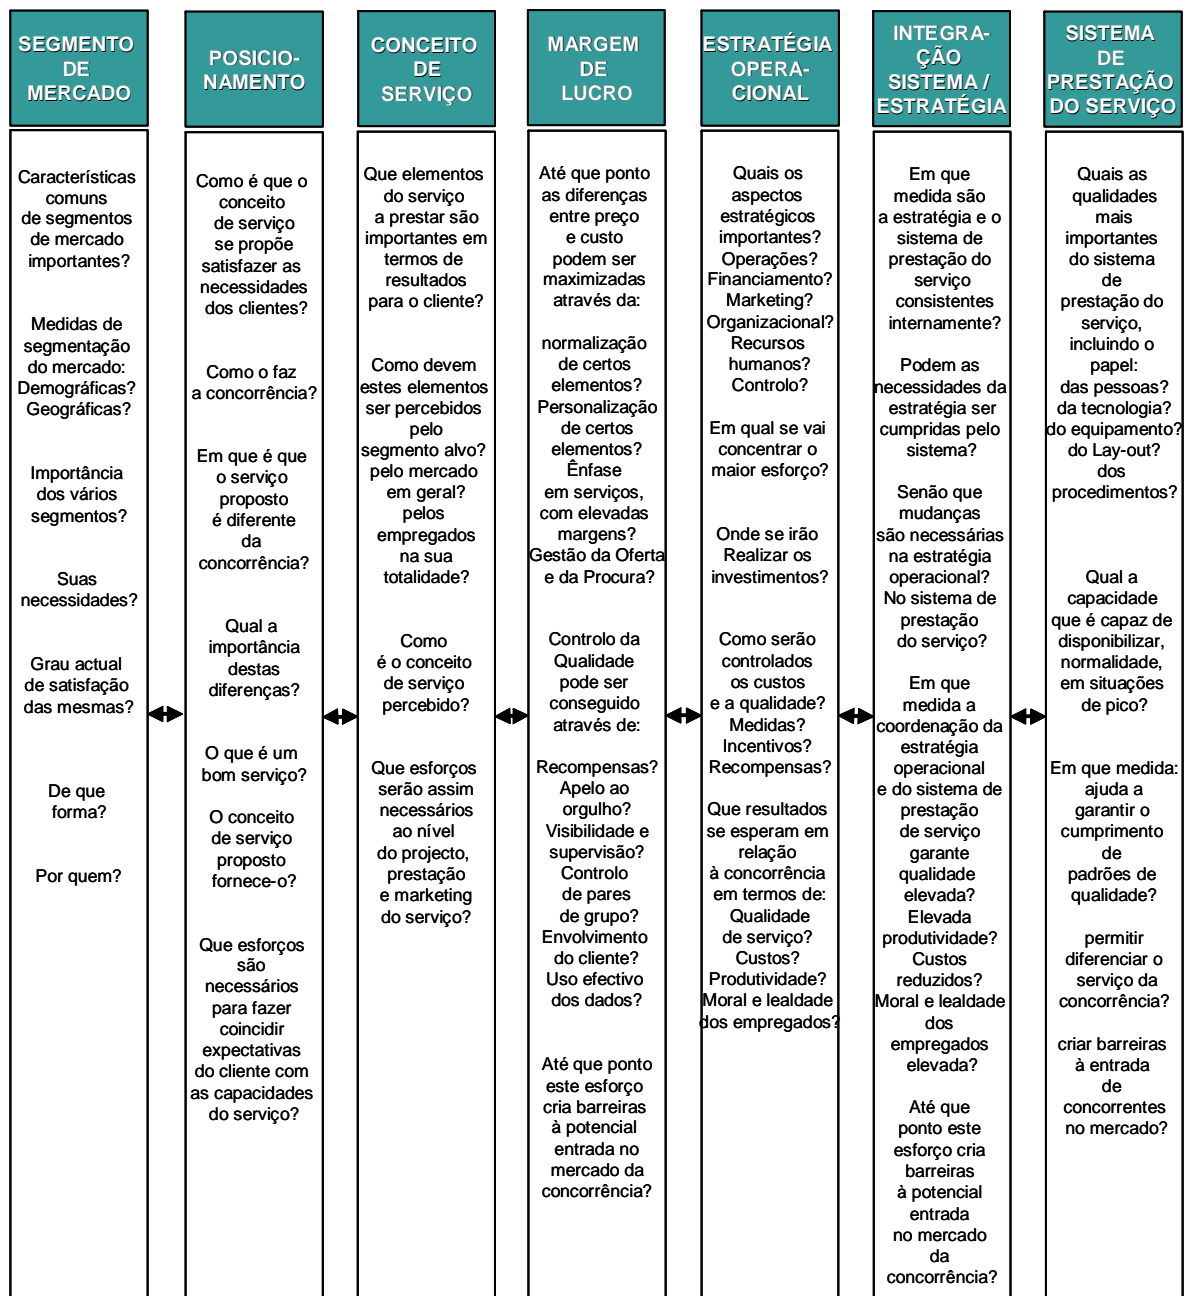 SEGMENTO
DE
MERCADO
Características
comuns
de segmentos
de mercado
importantes?
Medidas de
segmentação
do mercado:
Demográficas?
Geográficas?
Importância
dos vários
segmentos?
Suas
necessidades?
Grau actual
de satisfação
das mesmas?
De que
forma?
Por quem?
POSICIO-
NAMENTO
Como é que o
conceito
de serviço
se propõe
satisfazer as
necessidades
dos clientes?
Como o faz
a concorrência?
Em que é que
o serviço
proposto
é diferente
da
concorrência?
Qual a
importância
destas
diferenças?
O que é um
bom serviço?
O conceito
de serviço
proposto
fornece-o?
Que esforços
são
necessários
para fazer
coincidir
expectativas
do cliente com
as capacidades
do serviço?
CONCEITO
DE
SERVIÇO
Que elementos
do serviço
a prestar são
importantes em
termos de
resultados
para o cliente?
Como devem
estes elementos
ser percebidos
pelo
segmento alvo?
pelo mercado
em geral?
pelos
empregados
na sua
totalidade?
Como
é o conceito
de serviço
percebido?
Que esforços
serão assim
necessários
ao nível
do projecto,
prestação
e marketing
do serviço?
MARGEM
DE
LUCRO
Até que ponto
as diferenças
entre preço
e custo
podem ser
maximizadas
através da:
normalização
de certos
elementos?
Personalização
de certos
elementos?
Ênfase
em serviços,
com elevadas
margens?
Gestão da Oferta
e da Procura?
Controlo da
Qualidade
pode ser
conseguido
através de:
Recompensas?
Apelo ao
orgulho?
Visibilidade e
supervisão?
Controlo
de pares
de grupo?
Envolvimento
do cliente?
Uso efectivo
dos dados?
Até que ponto
este esforço
cria barreiras
à potencial
entrada no
mercado da
concorrência?
ESTRATÉGIA
OPERA-
CIONAL
Quais os
aspectos
estratégicos
importantes?
Operações?
Financiamento?
Marketing?
Organizacional?
Recursos
humanos?
Controlo?
Em qual se vai
concentrar o
maior esforço?
Onde se irão
Realizar os
investimentos?
Como serão
controlados
os custos
e a qualidade?
Medidas?
Incentivos?
Recompensas?
Que resultados
se esperam em
relação
à concorrência
em termos de:
Qualidade
de serviço?
Custos?
Produtividade?
Moral e lealdade
dos empregados?
INTEGRA-
ÇÃO
SISTEMA /
ESTRATÉGIA
Em que
medida são
a estratégia e o
sistema de
prestação do
serviço
consistentes
internamente?
Podem as
necessidades da
estratégia ser
cumpridas pelo
sistema?
Senão que
mudanças
são necessárias
na estratégia
operacional?
No sistema de
prestação
do serviço?
Em que
medida a
coordenação da
estratégia
operacional
e do sistema de
prestação
de serviço
garante
qualidade
elevada?
Elevada
produtividade?
Custos
reduzidos?
Moral e lealdade
dos
empregados
elevada?
Até que
ponto este
esforço cria
barreiras
à potencial
entrada
no mercado
da
concorrência?
SISTEMA
DE
PRESTAÇÃO
DO SERVIÇO
Quais as
qualidades
mais
importantes
do sistema
de
prestação do
serviço,
incluindo o
papel:
das pessoas?
da tecnologia?
do equipamento?
do Lay-out?
dos
procedimentos?
Qual a
capacidade
que é capaz de
disponibilizar,
normalidade,
em situações
de pico?
Em que medida:
ajuda a
garantir o
cumprimento
de
padrões de
qualidade?
permitir
diferenciar o
serviço da
concorrência?
criar barreiras
à entrada
de
concorrentes
no mercado?